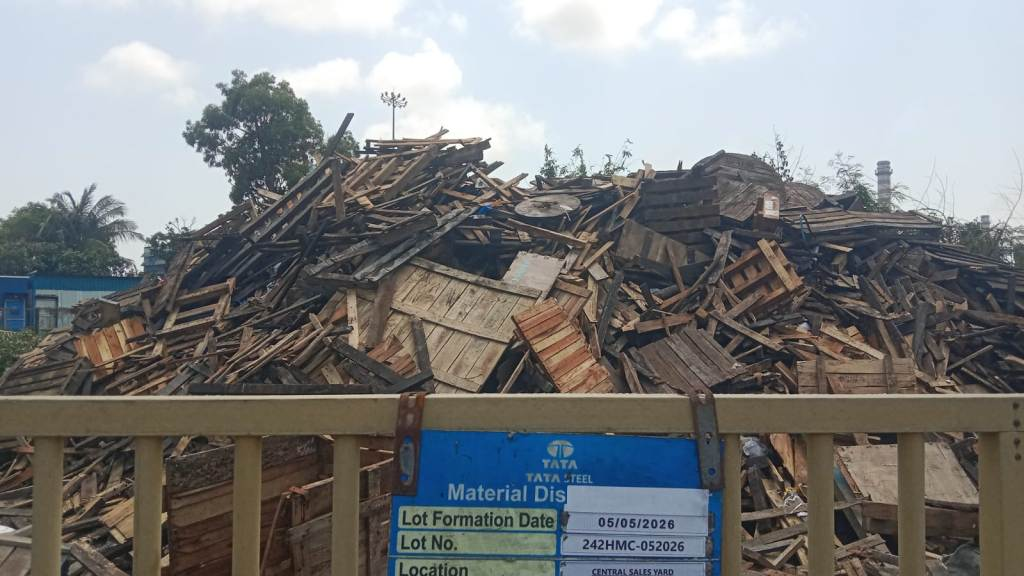 TATA
TATA STEEL
Material Dis
Lot Formation Date 05/05/2026
Lot No. 242HMC-052026
Location CENTRAL SALES YARD